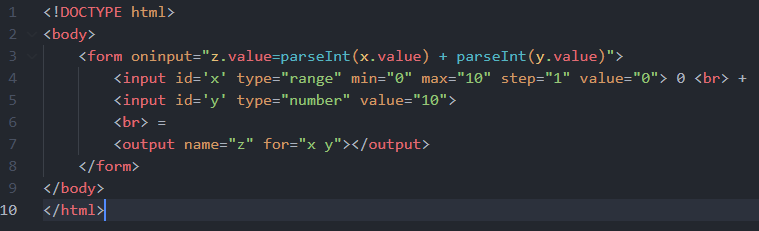 1 <!DOCTYPE html>
2 <body>
3 <form oninput="z.value=parseInt(x.value) + parseInt(y.value)">
4 <input id='x' type="range" min="0" max="10" step="1" value="0"> 0 <br> +
5 <input id='y' type="number" value="10">
6 <br> =
7 <output name="z" for="x y"></output>
8 </form>
9 </body>
10 </html>